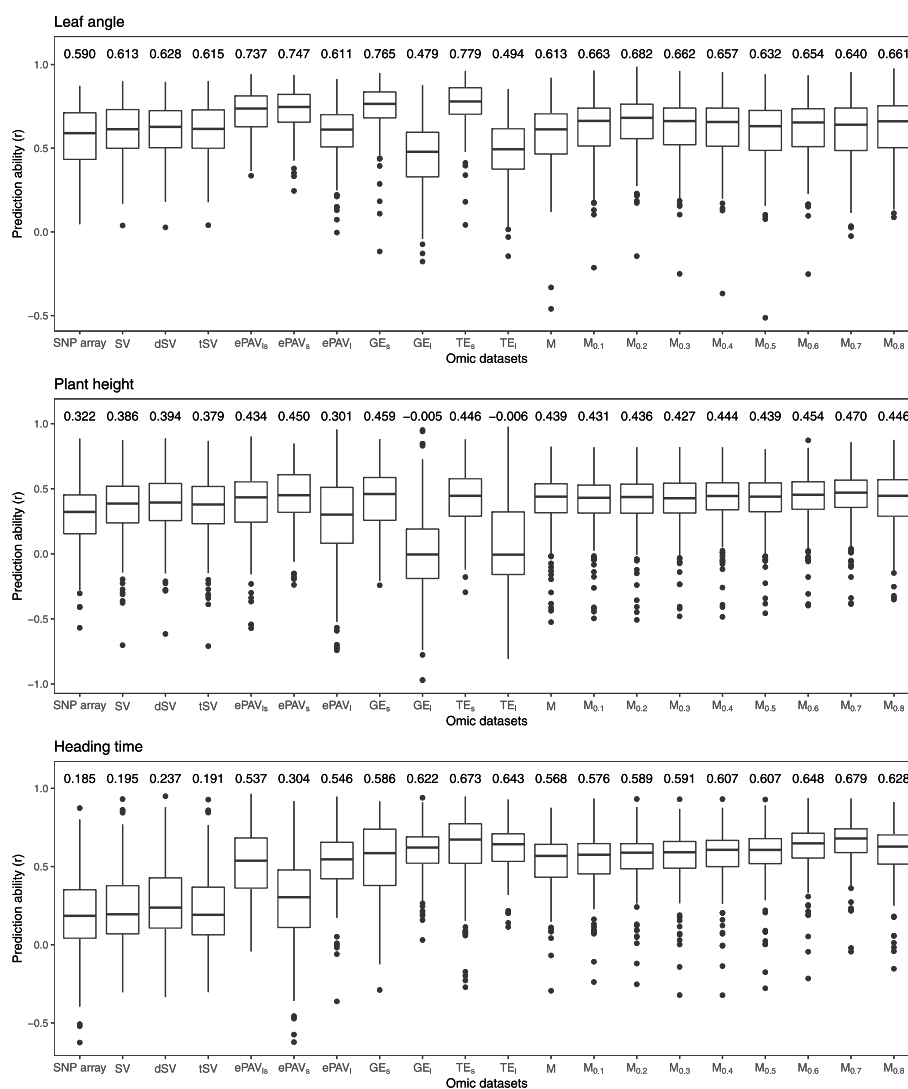 Leaf angle
0.590 0.613 0.628 0.615 0.737 0.747 0.611 0.765 0.479 0.779 0.494 0.613 0.663 0.682 0.662 0.657 0.632 0.654 0.640 0.661
1.0
0.5
0.0
−0.5
Prediction ability (r)
SNP array SV dSV tSV ePAVls ePAVs ePAVl GEs GEl TEs TEl M M0.1 M0.2 M0.3 M0.4 M0.5 M0.6 M0.7 M0.8
Omic datasets
Plant height
0.322 0.386 0.394 0.379 0.434 0.450 0.301 0.459 −0.005 0.446 −0.006 0.439 0.431 0.436 0.427 0.444 0.439 0.454 0.470 0.446
1.0
0.5
0.0
−0.5
−1.0
Prediction ability (r)
SNP array SV dSV tSV ePAVls ePAVs ePAVl GEs GEl TEs TEl M M0.1 M0.2 M0.3 M0.4 M0.5 M0.6 M0.7 M0.8
Omic datasets
Heading time
0.185 0.195 0.237 0.191 0.537 0.304 0.546 0.586 0.622 0.673 0.643 0.568 0.576 0.589 0.591 0.607 0.607 0.648 0.679 0.628
1.0
0.5
0.0
−0.5
Prediction ability (r)
SNP array SV dSV tSV ePAVls ePAVs ePAVl GEs GEl TEs TEl M M0.1 M0.2 M0.3 M0.4 M0.5 M0.6 M0.7 M0.8
Omic datasets